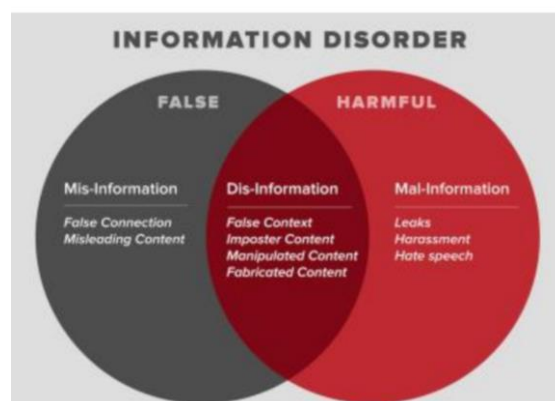 INFORMATION DISORDER
FALSE
HARMFUL
Mis-Information
False Connection
Misleading Content
Dis-Information
False Context
Imposter Content
Manipulated Content
Fabricated Content
Mal-Information
Leaks
Harassment
Hate speech